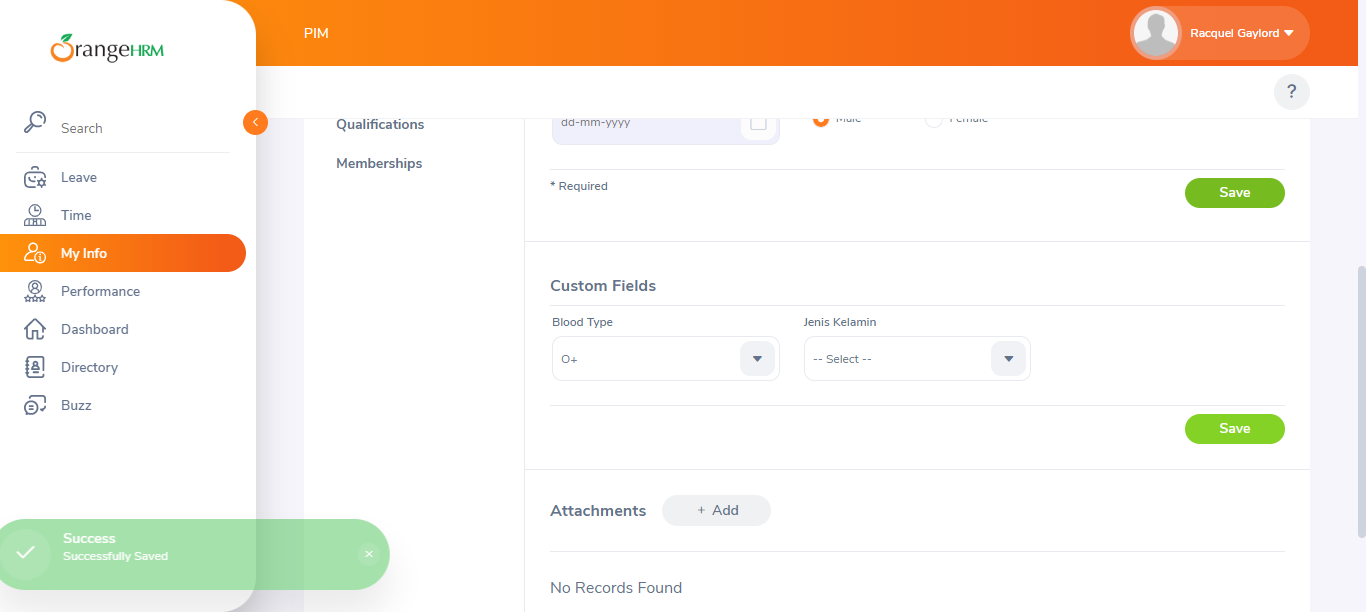 PIM
Racquel Gaylord
OrangeHRM
?
Search
Leave
Time
My Info
Performance
Dashboard
Directory
Buzz
Qualifications
Memberships
dd-mm-yyyy
Male
Female
* Required
Save
Custom Fields
Blood Type
Jenis Kelamin
O+
-- Select --
Save
Attachments
+ Add
No Records Found
Success
Successfully Saved